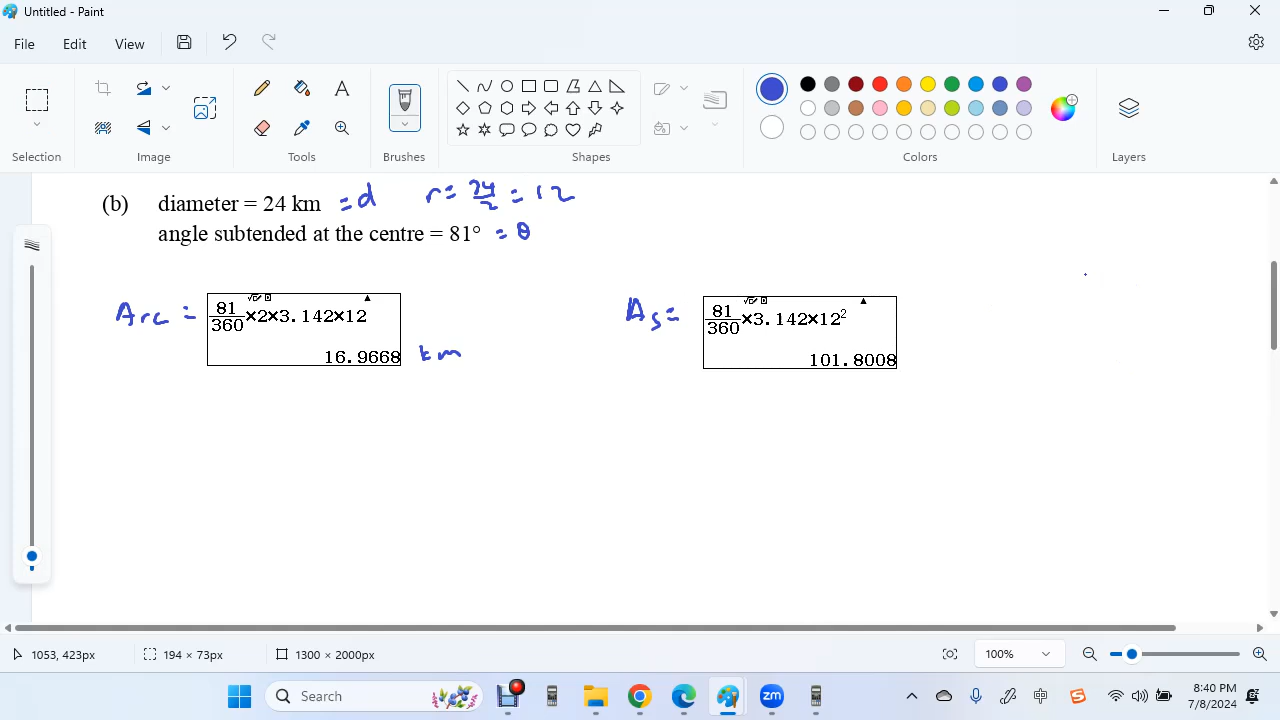 Untitled - Paint
File Edit View
Selection Image Tools Brushes Shapes Colors Layers
(b) diameter = 24 km = d r = 24/2 = 12
angle subtended at the centre = 81° = θ
Arc = 81/360×2×3.142×12
16.9668 km
As = 81/360×3.142×12²
101.8008
1053, 423px 194 × 73px 1300 × 2000px 100%
Search zm 中 S 8:40 PM
7/8/2024